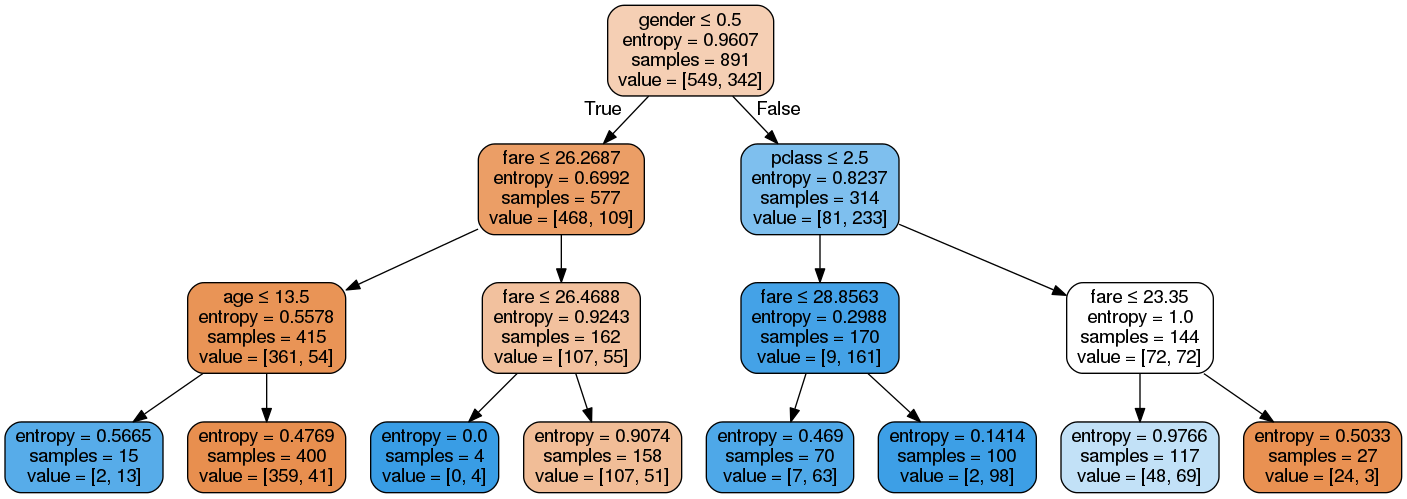 gender ≤ 0.5
entropy = 0.9607
samples = 891
value = [549, 342]
True
False
fare ≤ 26.2687
entropy = 0.6992
samples = 577
value = [468, 109]
pclass ≤ 2.5
entropy = 0.8237
samples = 314
value = [81, 233]
age ≤ 13.5
entropy = 0.5578
samples = 415
value = [361, 54]
fare ≤ 26.4688
entropy = 0.9243
samples = 162
value = [107, 55]
fare ≤ 28.8563
entropy = 0.2988
samples = 170
value = [9, 161]
fare ≤ 23.35
entropy = 1.0
samples = 144
value = [72, 72]
entropy = 0.5665
samples = 15
value = [2, 13]
entropy = 0.4769
samples = 400
value = [359, 41]
entropy = 0.0
samples = 4
value = [0, 4]
entropy = 0.9074
samples = 158
value = [107, 51]
entropy = 0.469
samples = 70
value = [7, 63]
entropy = 0.1414
samples = 100
value = [2, 98]
entropy = 0.9766
samples = 117
value = [48, 69]
entropy = 0.5033
samples = 27
value = [24, 3]